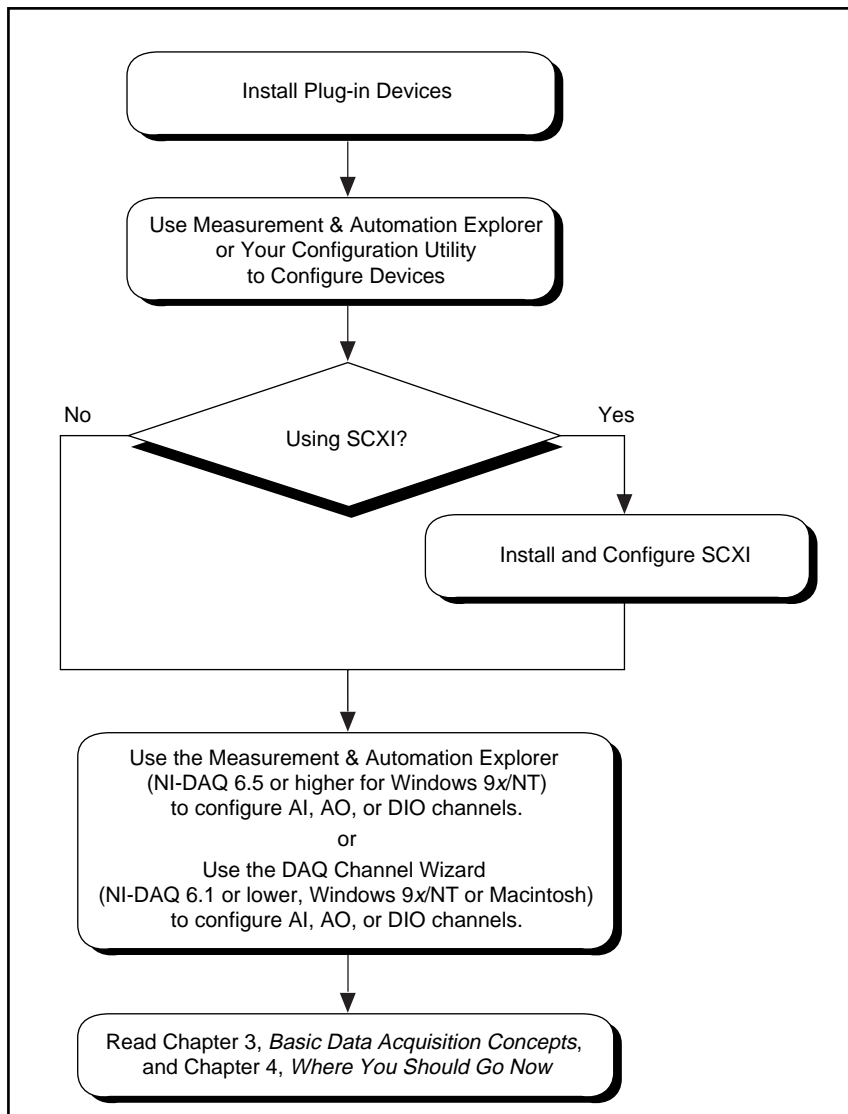 Install Plug-in Devices
Use Measurement & Automation Explorer
or Your Configuration Utility
to Configure Devices
No
Yes
Using SCXI?
Install and Configure SCXI
Use the Measurement & Automation Explorer
(NI-DAQ 6.5 or higher for Windows 9x/NT)
to configure AI, AO, or DIO channels.
or
Use the DAQ Channel Wizard
(NI-DAQ 6.1 or lower, Windows 9x/NT or Macintosh)
to configure AI, AO, or DIO channels.
Read Chapter 3, Basic Data Acquisition Concepts,
and Chapter 4, Where You Should Go Now